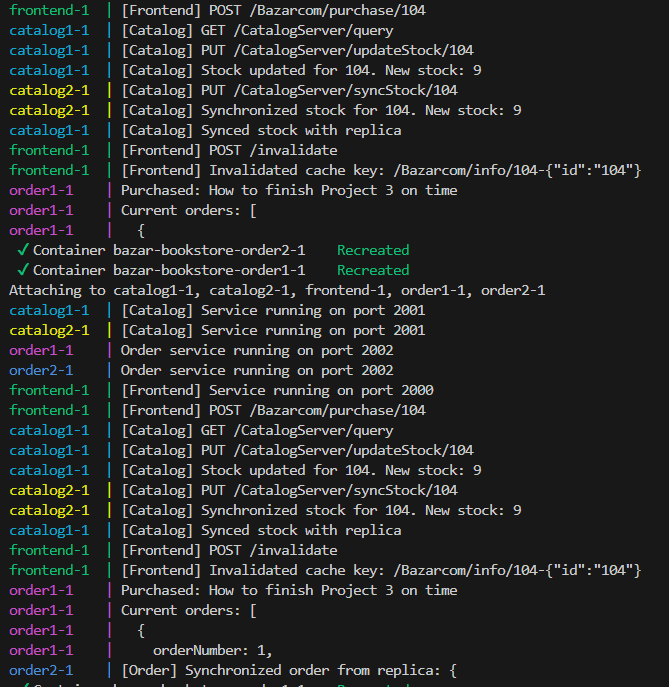 frontend-1  | [Frontend] POST /Bazarcom/purchase/104
catalog1-1  | [Catalog] GET /CatalogServer/query
catalog1-1  | [Catalog] PUT /CatalogServer/updateStock/104
catalog1-1  | [Catalog] Stock updated for 104. New stock: 9
catalog2-1  | [Catalog] PUT /CatalogServer/syncStock/104
catalog2-1  | [Catalog] Synchronized stock for 104. New stock: 9
catalog1-1  | [Catalog] Synced stock with replica
frontend-1  | [Frontend] POST /invalidate
frontend-1  | [Frontend] Invalidated cache key: /Bazarcom/info/104-{"id":"104"}
order1-1    | Purchased: How to finish Project 3 on time
order1-1    | Current orders: [
order1-1    |   {
✓ Container bazar-bookstore-order2-1    Recreated
✓ Container bazar-bookstore-order1-1    Recreated
Attaching to catalog1-1, catalog2-1, frontend-1, order1-1, order2-1
catalog1-1  | [Catalog] Service running on port 2001
catalog2-1  | [Catalog] Service running on port 2001
order1-1    | Order service running on port 2002
order2-1    | Order service running on port 2002
frontend-1  | [Frontend] Service running on port 2000
frontend-1  | [Frontend] POST /Bazarcom/purchase/104
catalog1-1  | [Catalog] GET /CatalogServer/query
catalog1-1  | [Catalog] PUT /CatalogServer/updateStock/104
catalog1-1  | [Catalog] Stock updated for 104. New stock: 9
catalog2-1  | [Catalog] PUT /CatalogServer/syncStock/104
catalog2-1  | [Catalog] Synchronized stock for 104. New stock: 9
catalog1-1  | [Catalog] Synced stock with replica
frontend-1  | [Frontend] POST /invalidate
frontend-1  | [Frontend] Invalidated cache key: /Bazarcom/info/104-{"id":"104"}
order1-1    | Purchased: How to finish Project 3 on time
order1-1    | Current orders: [
order1-1    |   {
order1-1    |     orderNumber: 1,
order2-1    | [Order] Synchronized order from replica: {